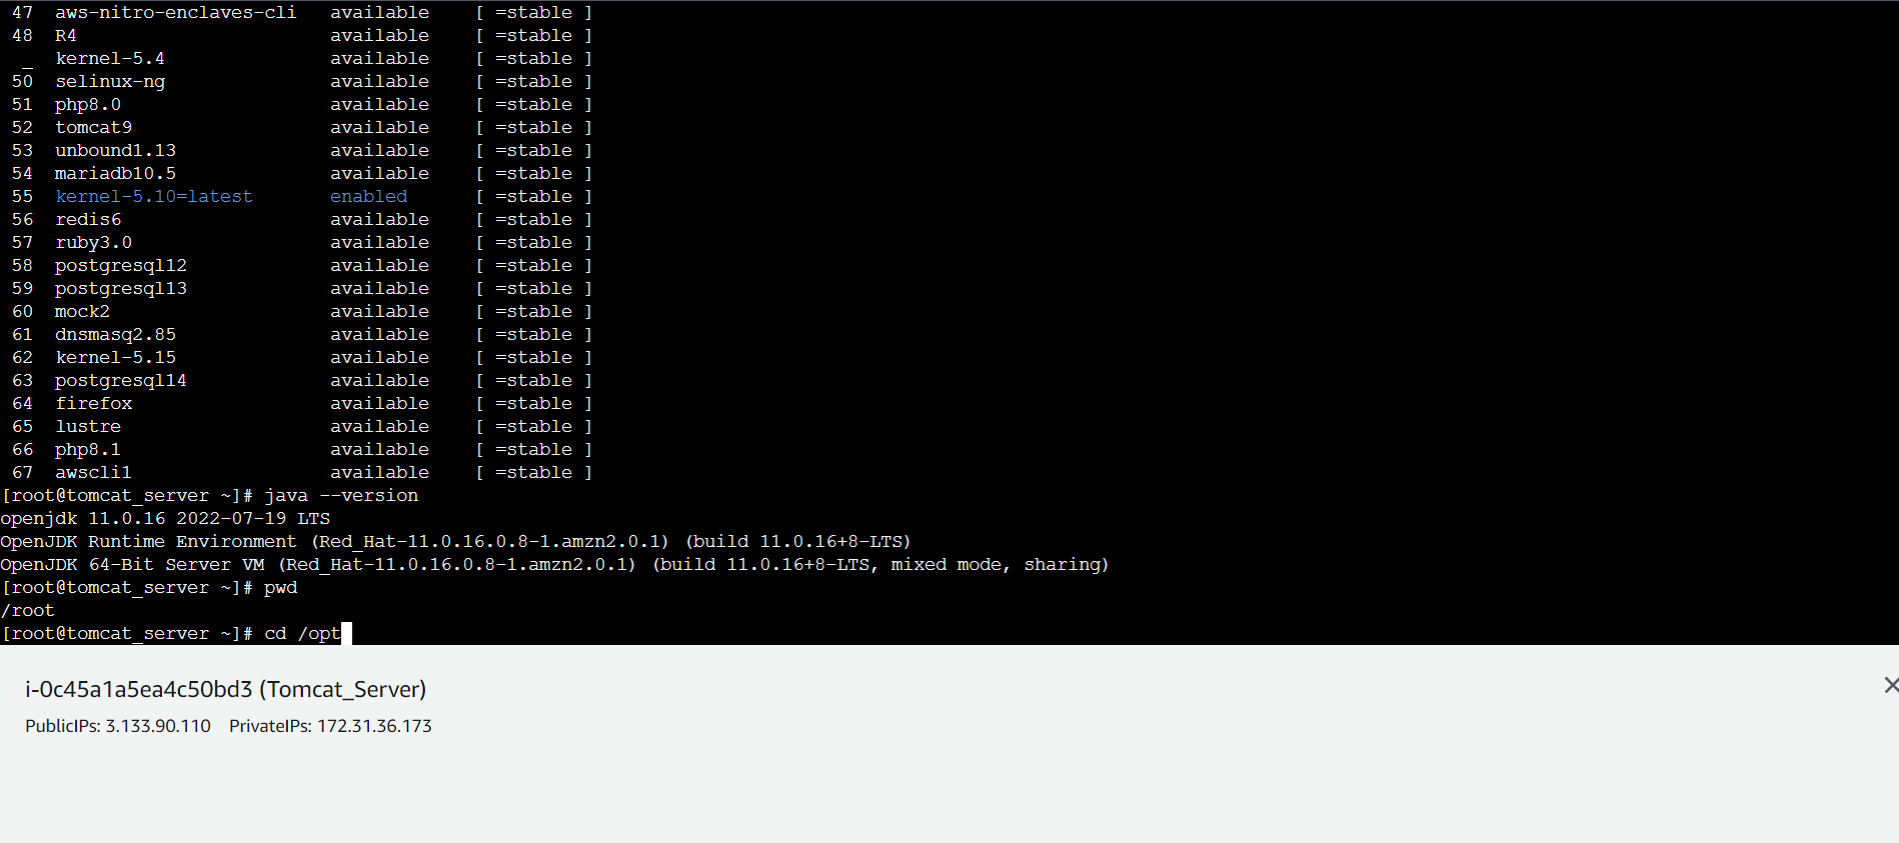 47  aws-nitro-enclaves-cli   available    [ =stable ]
48  R4                       available    [ =stable ]
 _  kernel-5.4               available    [ =stable ]
50  selinux-ng               available    [ =stable ]
51  php8.0                   available    [ =stable ]
52  tomcat9                  available    [ =stable ]
53  unbound1.13              available    [ =stable ]
54  mariadb10.5              available    [ =stable ]
55  kernel-5.10=latest       enabled      [ =stable ]
56  redis6                   available    [ =stable ]
57  ruby3.0                  available    [ =stable ]
58  postgresql12             available    [ =stable ]
59  postgresql13             available    [ =stable ]
60  mock2                    available    [ =stable ]
61  dnsmasq2.85              available    [ =stable ]
62  kernel-5.15              available    [ =stable ]
63  postgresql14             available    [ =stable ]
64  firefox                  available    [ =stable ]
65  lustre                   available    [ =stable ]
66  php8.1                   available    [ =stable ]
67  awscli1                  available    [ =stable ]
[root@tomcat_server ~]# java --version
openjdk 11.0.16 2022-07-19 LTS
OpenJDK Runtime Environment (Red_Hat-11.0.16.0.8-1.amzn2.0.1) (build 11.0.16+8-LTS)
OpenJDK 64-Bit Server VM (Red_Hat-11.0.16.0.8-1.amzn2.0.1) (build 11.0.16+8-LTS, mixed mode, sharing)
[root@tomcat_server ~]# pwd
/root
[root@tomcat_server ~]# cd /opt
i-0c45a1a5ea4c50bd3 (Tomcat_Server)
PublicIPs: 3.133.90.110 PrivateIPs: 172.31.36.173